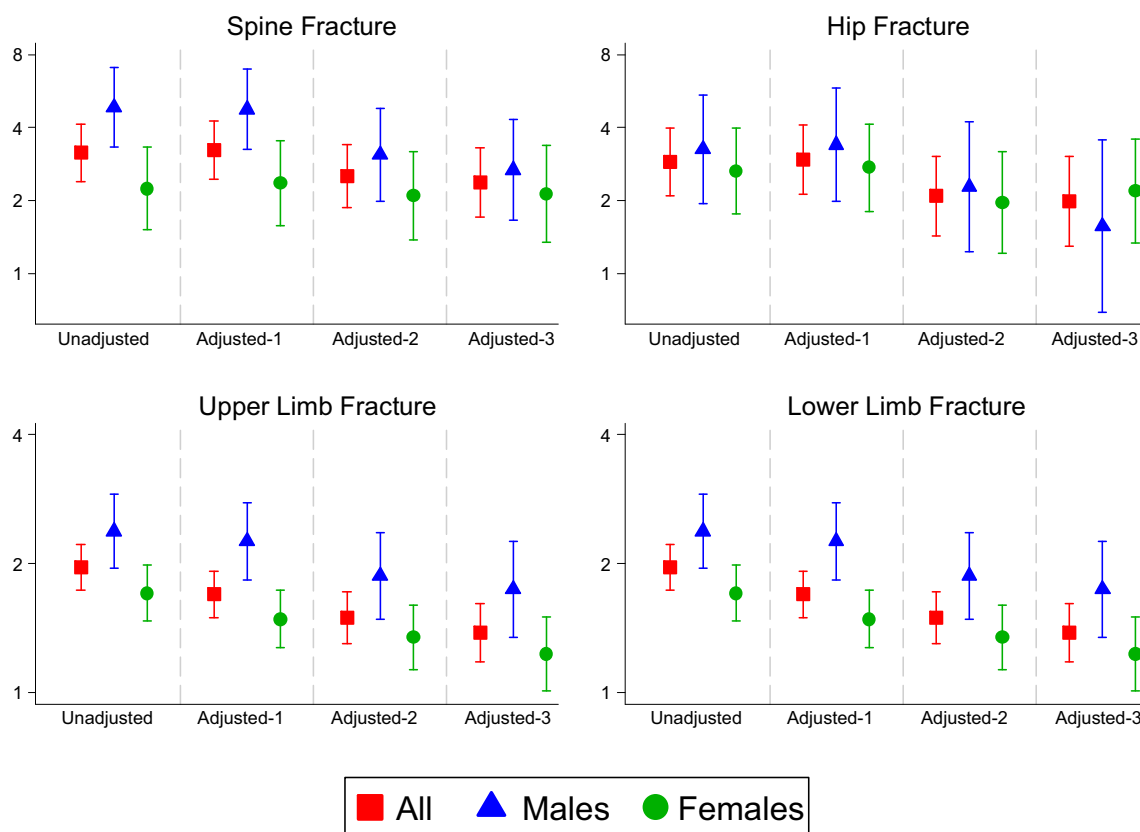 Spine Fracture
8
4
2
1
Unadjusted Adjusted-1 Adjusted-2 Adjusted-3
Hip Fracture
8
4
2
1
Unadjusted Adjusted-1 Adjusted-2 Adjusted-3
Upper Limb Fracture
4
2
1
Unadjusted Adjusted-1 Adjusted-2 Adjusted-3
Lower Limb Fracture
4
2
1
Unadjusted Adjusted-1 Adjusted-2 Adjusted-3
All Males Females